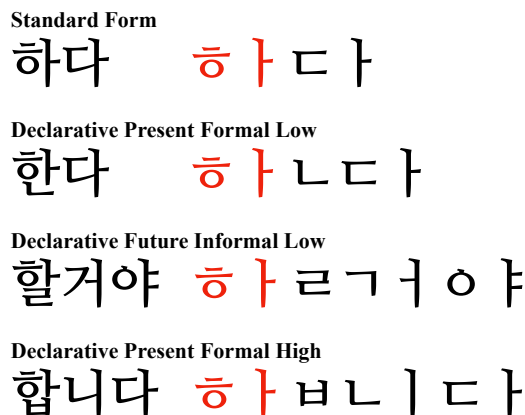 Standard Form
하다 ㅎㅏㄷㅏ
Declarative Present Formal Low
한다 ㅎㅏㄴㄷㅏ
Declarative Future Informal Low
할거야 ㅎㅏㄹㄱㅓㅇㅑ
Declarative Present Formal High
합니다 ㅎㅏㅂㄴㅣㄷㅏ